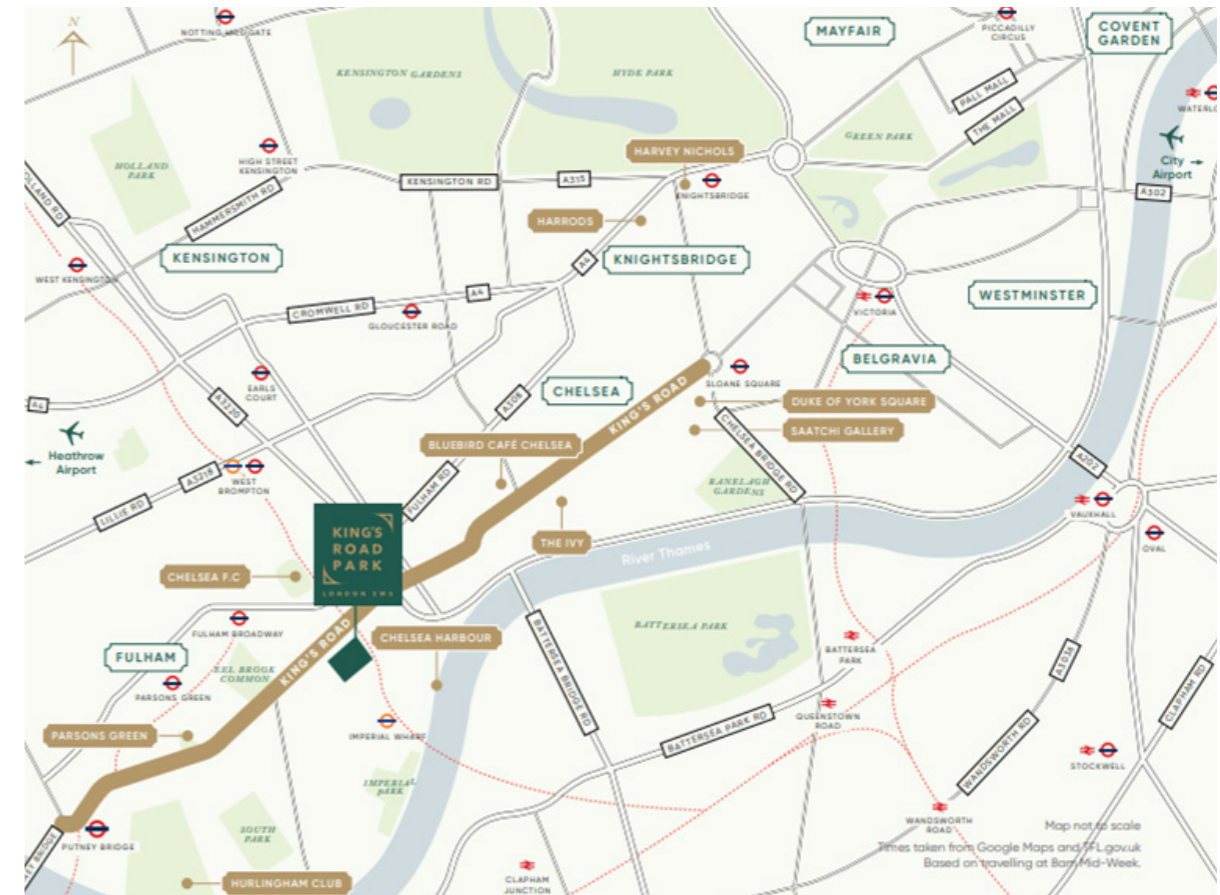 N
NOTTING HILL GATE
KENSINGTON GARDENS
HYDE PARK
MAYFAIR
PICCADILLY
CIRCUS
COVENT
GARDEN
PALL MALL
THE MALL
WATERLO
GREEN PARK
City
Airport
HOLLAND
PARK
HIGH STREET
KENSINGTON
HARVEY NICHOLS
KENSINGTON RD
A315
KNIGHTSBRIDGE
A302
HOLLAND RD
HAMMERSMITH RD
HARRODS
KENSINGTON
KNIGHTSBRIDGE
A4
WEST KENSINGTON
CROMWELL RD
A4
GLOUCESTER ROAD
WESTMINSTER
VICTORIA
BELGRAVIA
EARLS
COURT
A3220
CHELSEA
A308
KING'S ROAD
SLOANE SQUARE
DUKE OF YORK SQUARE
SAATCHI GALLERY
CHELSEA BRIDGE RD
A4
Heathrow
Airport
BLUEBIRD CAFÉ CHELSEA
A3218
WEST
BROMPTON
LILLIE RD
FULHAM RD
RANELAGH
GARDENS
A202
VAUXHALL
OVAL
KING'S
ROAD
PARK
LONDON SW6
THE IVY
River Thames
CHELSEA F.C
FULHAM BROADWAY
KING'S ROAD
CHELSEA HARBOUR
BATTERSEA BRIDGE RD
BATTERSEA PARK
BATTERSEA
PARK
A3036
CLAPHAM RD
FULHAM
EEL BROOK
COMMON
PARSONS GREEN
PARSONS GREEN
IMPERIAL WHARF
BATTERSEA PARK RD
QUEENSTOWN
ROAD
WANDSWORTH RD
STOCKWELL
IMPERIAL
PARK
SOUTH
PARK
PUTNEY BRIDGE
EY BRIDGE
WANDSWORTH
ROAD
HURLINGHAM CLUB
CLAPHAM
JUNCTION
Map not to scale
Times taken from Google Maps and TFL.gov.uk
Based on travelling at 8am Mid-Week.